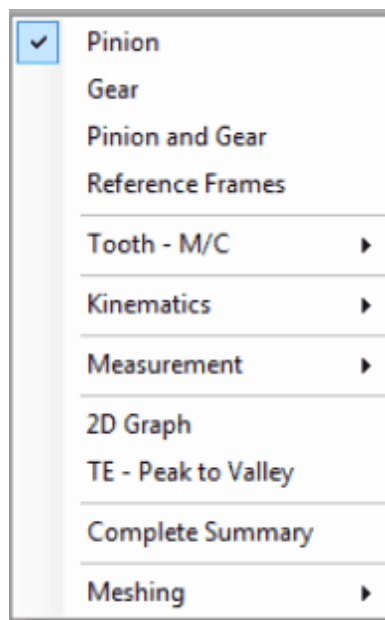 Pinion
Gear
Pinion and Gear
Reference Frames
Tooth - M/C
Kinematics
Measurement
2D Graph
TE - Peak to Valley
Complete Summary
Meshing